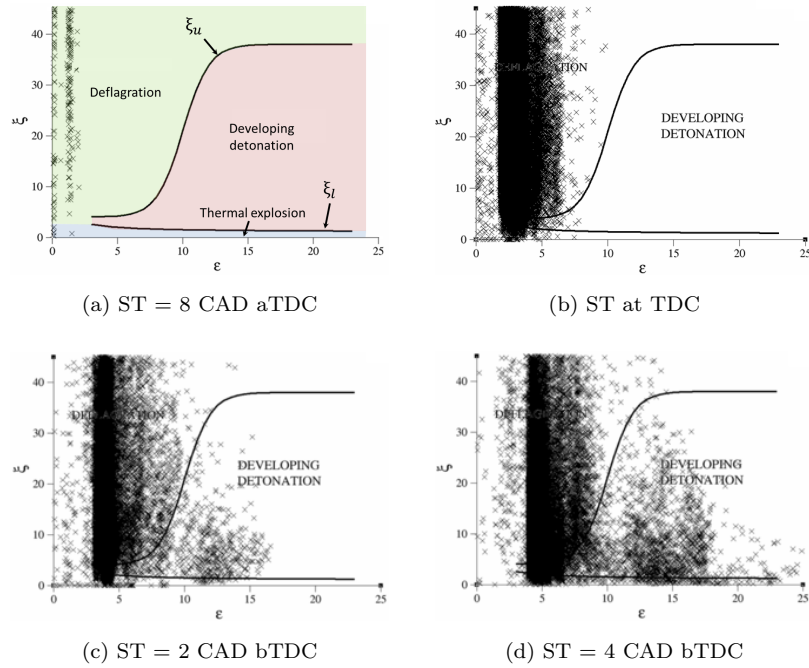 ξu
Deflagration
Developing
detonation
Thermal explosion
ξl
ξ
40
30
20
10
0
0 5 10 15 20 25
ε
(a) ST = 8 CAD aTDC
DEFLAGRATION
DEVELOPING
DETONATION
ξ
40
30
20
10
0
0 5 10 15 20 25
ε
(b) ST at TDC
DEFLAGRATION
DEVELOPING
DETONATION
ξ
40
30
20
10
0
0 5 10 15 20 25
ε
(c) ST = 2 CAD bTDC
DEFLAGRATION
DEVELOPING
DETONATION
ξ
40
30
20
10
0
0 5 10 15 20 25
ε
(d) ST = 4 CAD bTDC